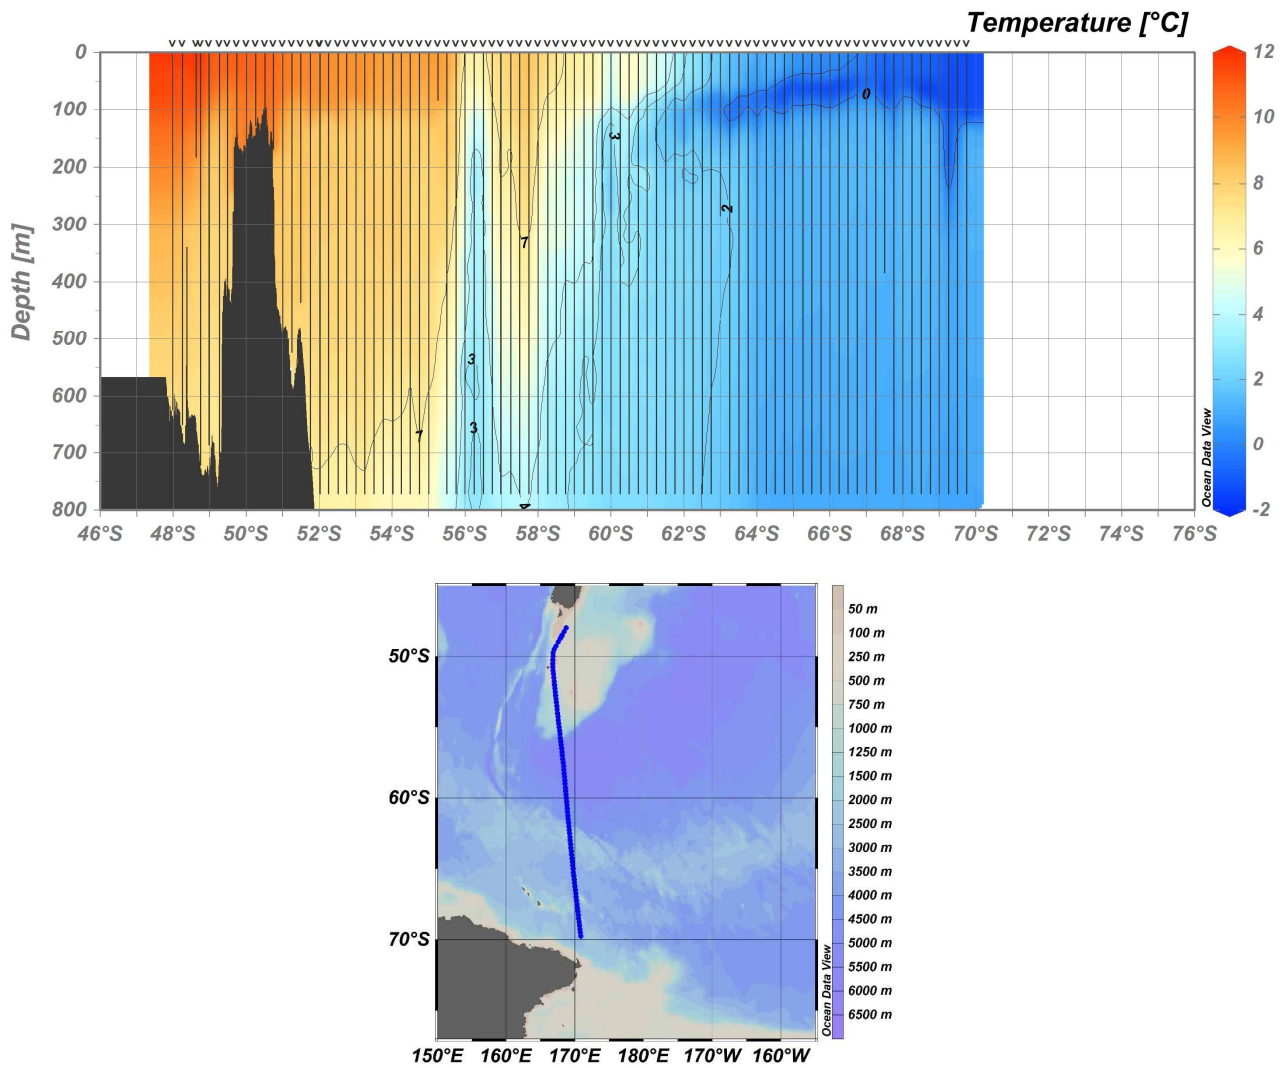 Temperature [°C]
Depth [m]
0
100
200
300
400
500
600
700
800
46°S 48°S 50°S 52°S 54°S 56°S 58°S 60°S 62°S 64°S 66°S 68°S 70°S 72°S 74°S 76°S
0
3
2
7
3
7
3
4
12
10
8
6
4
2
0
-2
Ocean Data View
50°S
60°S
70°S
150°E 160°E 170°E 180°E 170°W 160°W
50 m
100 m
250 m
500 m
750 m
1000 m
1250 m
1500 m
2000 m
2500 m
3000 m
3500 m
4000 m
4500 m
5000 m
5500 m
6000 m
6500 m
Ocean Data View